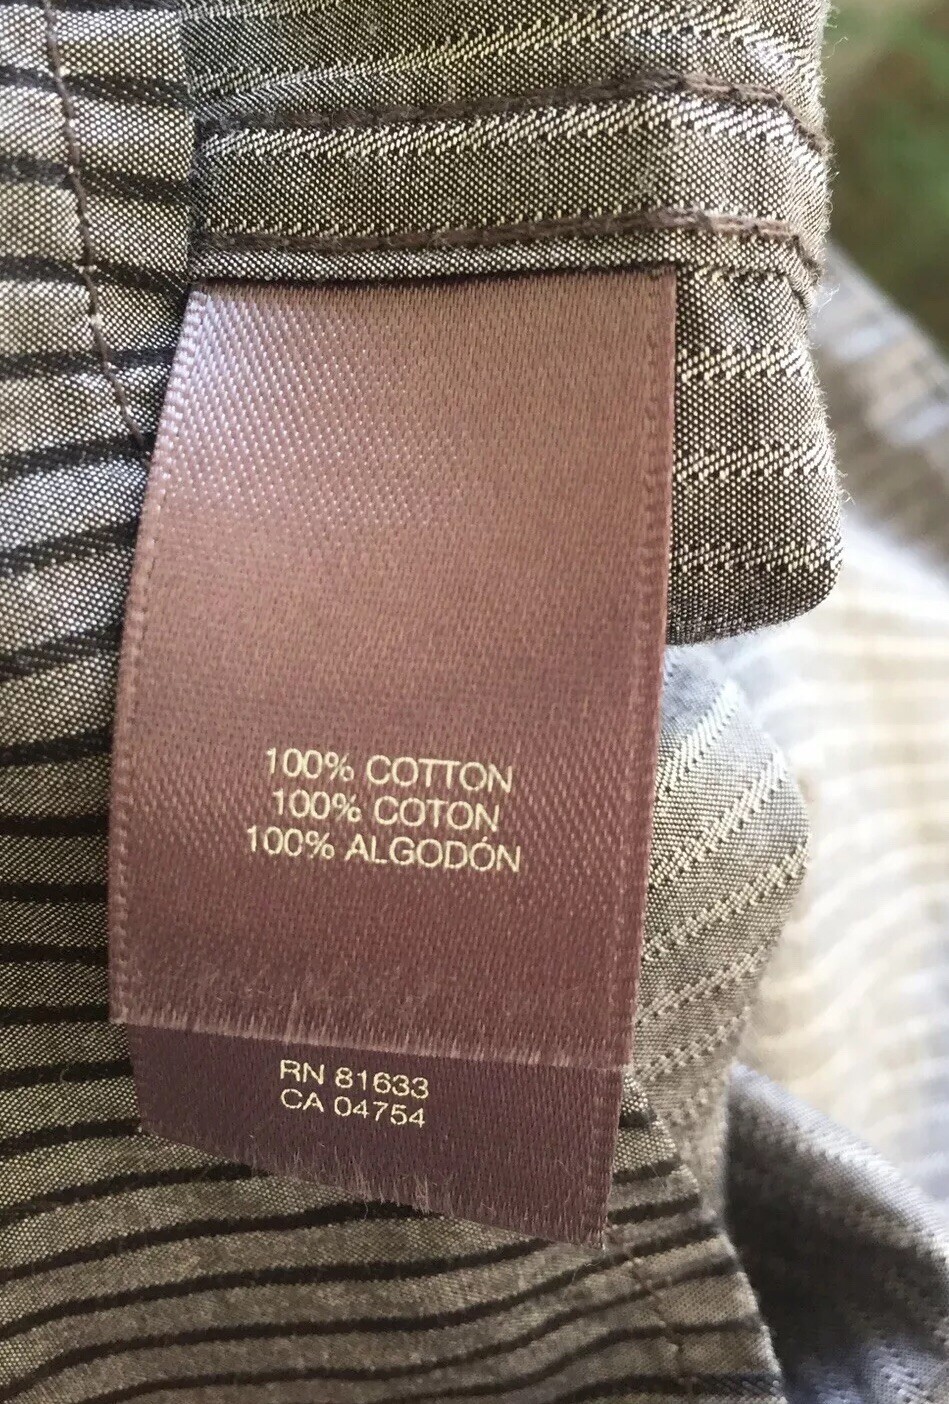 100% COTTON
100% COTON
100% ALGODÓN
RN 81633
CA 04754